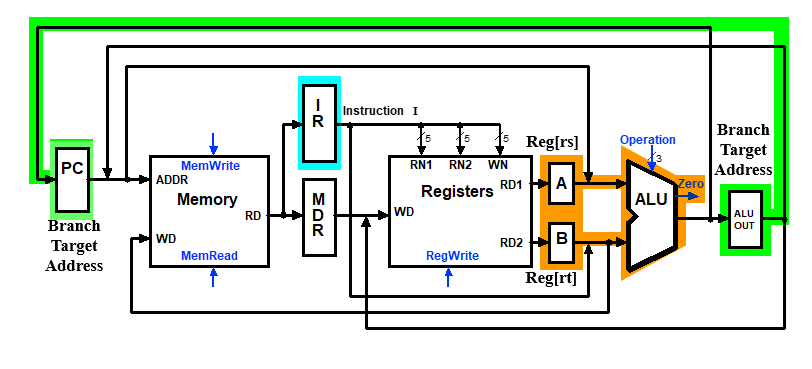 I
R
Instruction I
5
5
5
Reg[rs]
Operation
3
Branch
Target
Address
PC
MemWrite
ADDR
Memory
RD
WD
MemRead
M
D
R
RN1
RN2
WN
Registers
RD1
WD
RD2
RegWrite
A
B
ALU
Zero
ALU
OUT
Branch
Target
Address
Reg[rt]